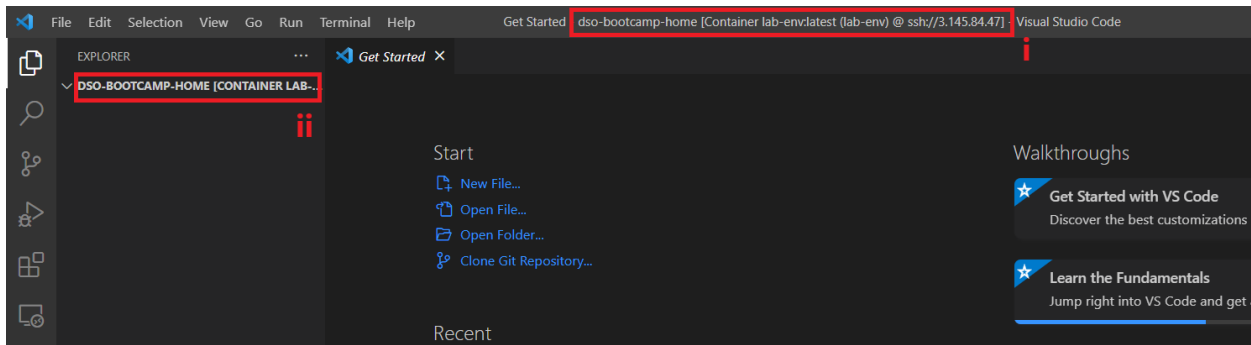 File Edit Selection View Go Run Terminal Help
Get Started - dso-bootcamp-home [Container lab-env:latest (lab-env) @ ssh://3.145.84.47] - Visual Studio Code
i
EXPLORER ...
Get Started
DSO-BOOTCAMP-HOME [CONTAINER LAB-...
ii
Start
New File...
Open File...
Open Folder...
Clone Git Repository...
Recent
Walkthroughs
Get Started with VS Code
Discover the best customizations
Learn the Fundamentals
Jump right into VS Code and get